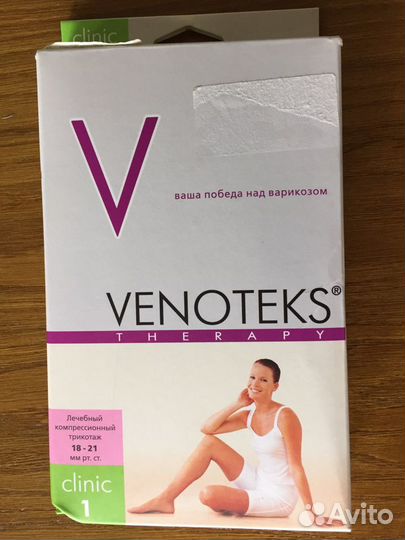 clinic
V
ваша победа над варикозом
VENOTEKS®
THERAPY
Лечебный
компрессионный
трикотаж
18 - 21
мм рт. ст.
clinic
1
Avito